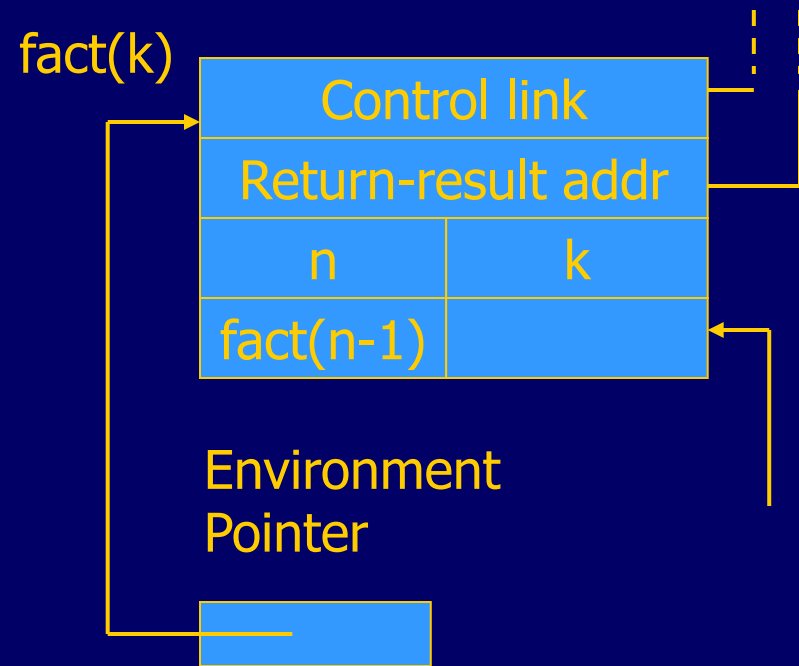 fact(k)
Control link
Return-result addr
n k
fact(n-1)
Environment
Pointer